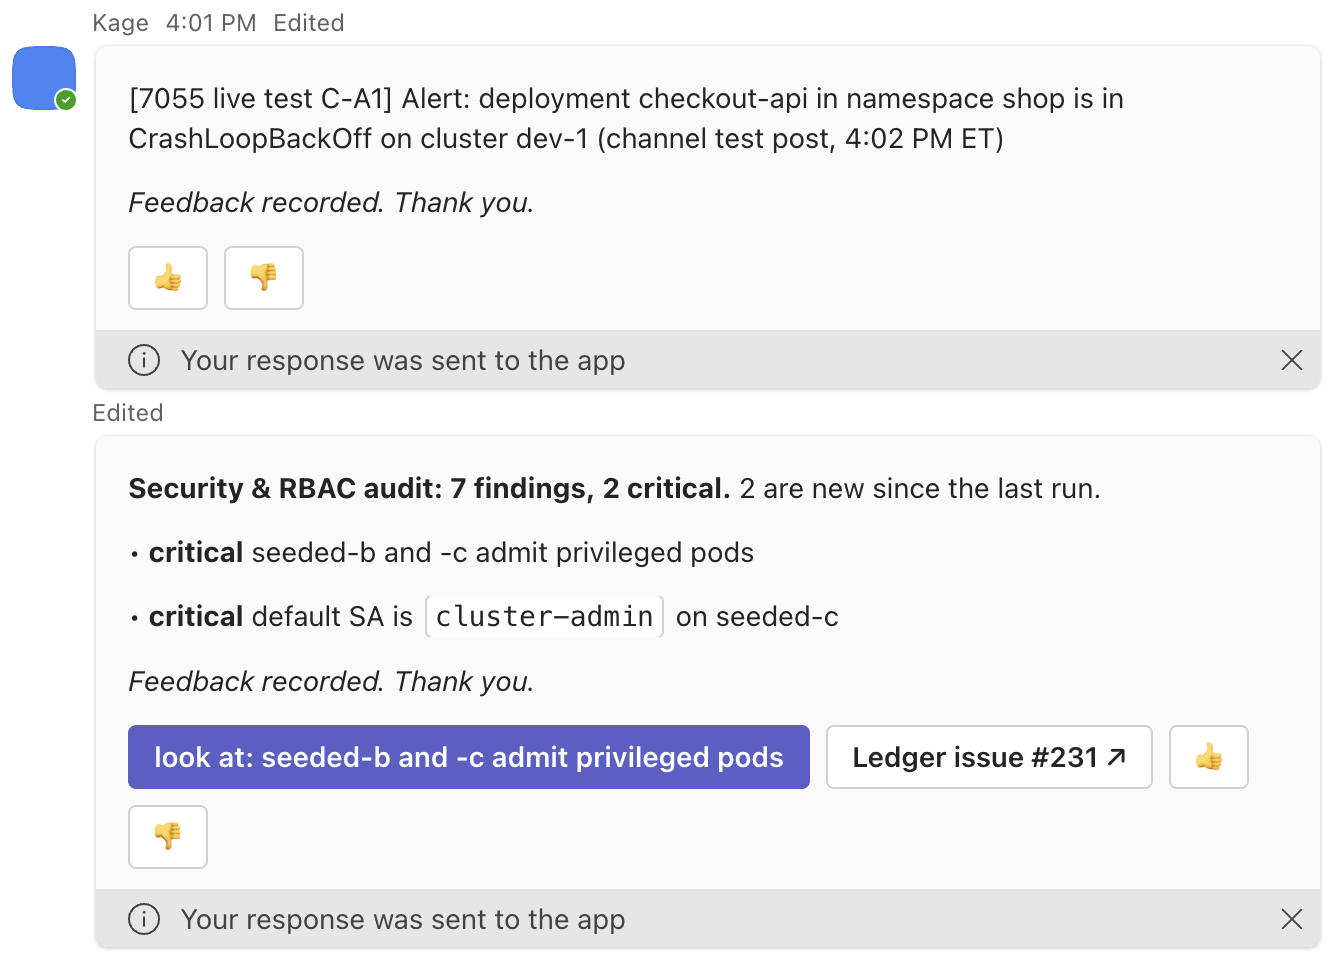 Kage 4:01 PM Edited
[7055 live test C-A1] Alert: deployment checkout-api in namespace shop is in
CrashLoopBackOff on cluster dev-1 (channel test post, 4:02 PM ET)
Feedback recorded. Thank you.
👍 👎
Your response was sent to the app
Edited
Security & RBAC audit: 7 findings, 2 critical. 2 are new since the last run.
• critical seeded-b and -c admit privileged pods
• critical default SA is cluster-admin on seeded-c
Feedback recorded. Thank you.
look at: seeded-b and -c admit privileged pods Ledger issue #231 ↗ 👍
👎
Your response was sent to the app